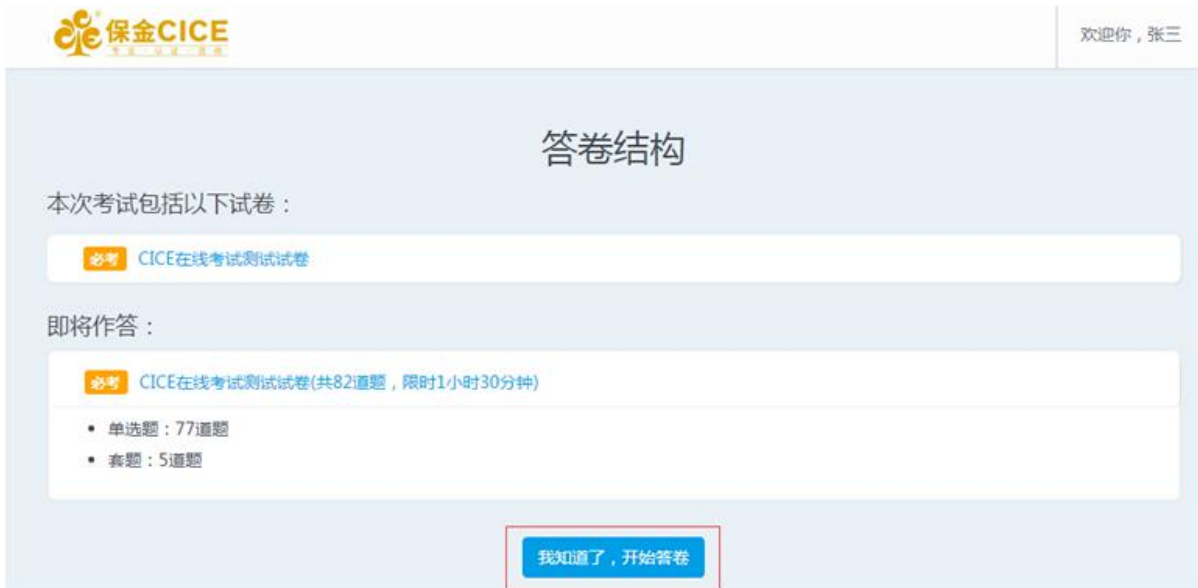 保金CICE
欢迎你，张三
答卷结构
本次考试包括以下试卷：
必考 CICE在线考试测试试卷
即将作答：
必考 CICE在线考试测试试卷(共82道题，限时1小时30分钟)
• 单选题：77道题
• 套题：5道题
我知道了，开始答卷